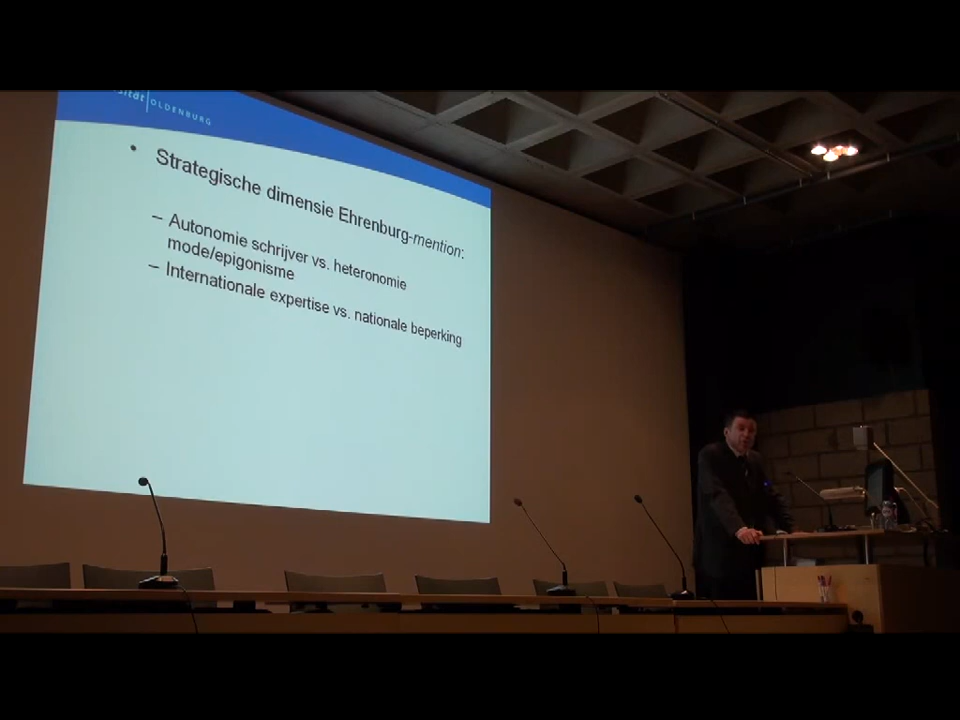 OLDENBURG
• Strategische dimensie Ehrenburg-mention:
– Autonomie schrijver vs. heteronomie
mode/epigonisme
– Internationale expertise vs. nationale beperking